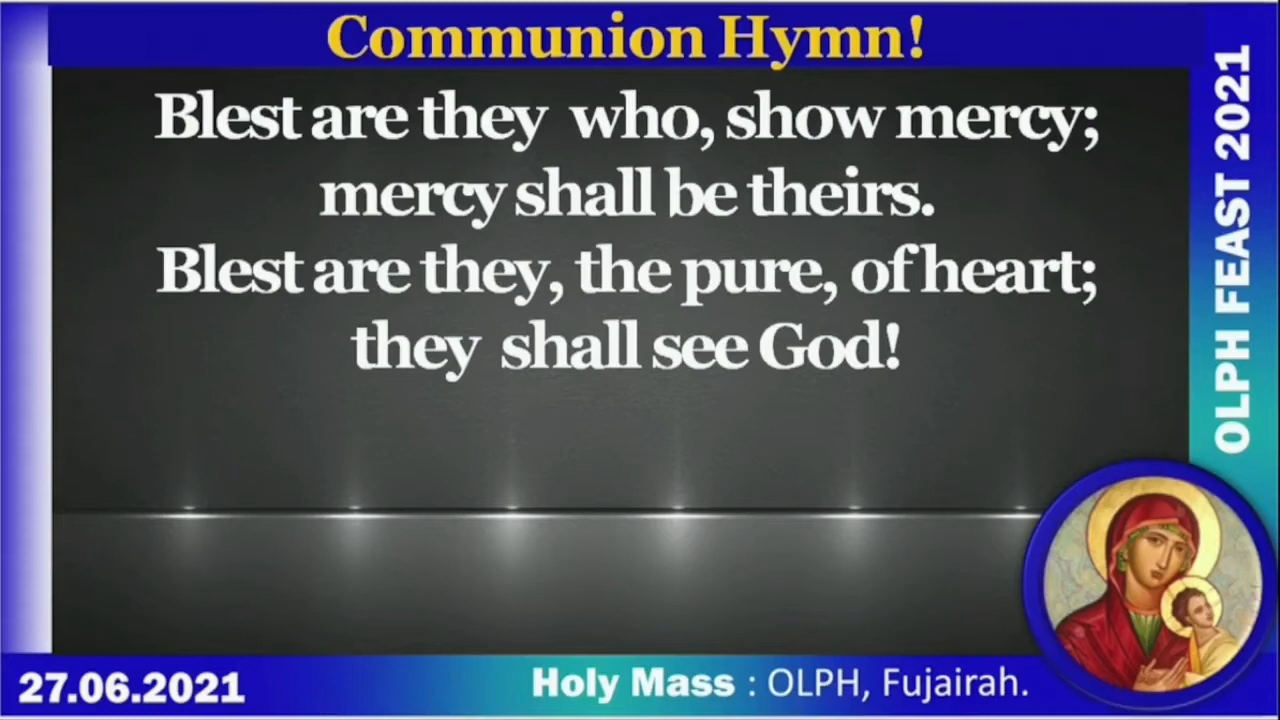 Communion Hymn!
Blest are they who, show mercy;
mercy shall be theirs.
Blest are they, the pure, of heart;
they shall see God!
OLPH FEAST 2021
27.06.2021
Holy Mass : OLPH, Fujairah.